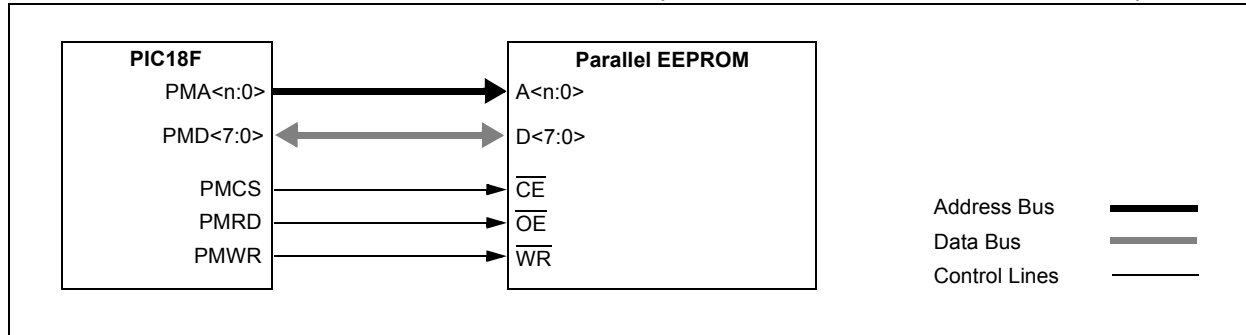 PIC18F
PMA<n:0>
PMD<7:0>
PMCS
PMRD
PMWR
Parallel EEPROM
A<n:0>
D<7:0>
CE
OE
WR
Address Bus
Data Bus
Control Lines